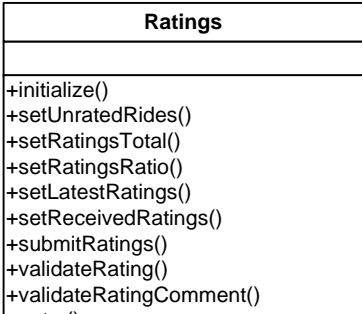 Ratings
+initialize()
+setUnratedRides()
+setRatingsTotal()
+setRatingsRatio()
+setLatestRatings()
+setReceivedRatings()
+submitRatings()
+validateRating()
+validateRatingComment()